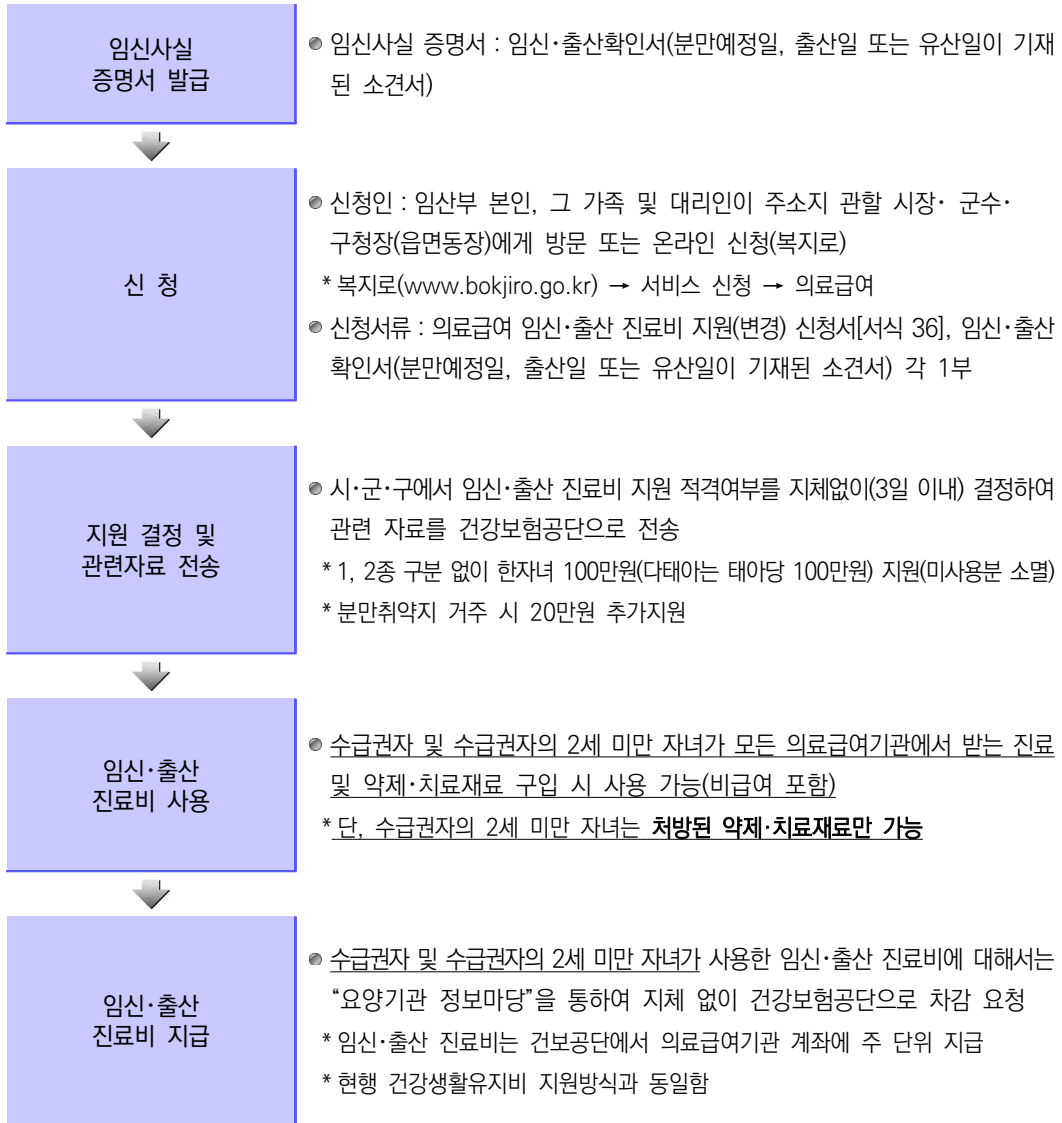 임신사실
증명서 발급
임신사실 증명서 : 임신･출산확인서(분만예정일, 출산일 또는 유산일이 기재
된 소견서)
신 청
신청인 : 임산부 본인, 그 가족 및 대리인이 주소지 관할 시장･ 군수･
구청장(읍면동장)에게 방문 또는 온라인 신청(복지로)
* 복지로(www.bokjiro.go.kr) → 서비스 신청 → 의료급여
신청서류 : 의료급여 임신･출산 진료비 지원(변경) 신청서[서식 36], 임신･출산
확인서(분만예정일, 출산일 또는 유산일이 기재된 소견서) 각 1부
지원 결정 및
관련자료 전송
시･군･구에서 임신･출산 진료비 지원 적격여부를 지체없이(3일 이내) 결정하여
관련 자료를 건강보험공단으로 전송
* 1, 2종 구분 없이 한자녀 100만원(다태아는 태아당 100만원) 지원(미사용분 소멸)
* 분만취약지 거주 시 20만원 추가지원
임신･출산
진료비 사용
수급권자 및 수급권자의 2세 미만 자녀가 모든 의료급여기관에서 받는 진료
및 약제･치료재료 구입 시 사용 가능(비급여 포함)
* 단, 수급권자의 2세 미만 자녀는 처방된 약제·치료재료만 가능
임신･출산
진료비 지급
수급권자 및 수급권자의 2세 미만 자녀가 사용한 임신･출산 진료비에 대해서는
“요양기관 정보마당”을 통하여 지체 없이 건강보험공단으로 차감 요청
* 임신･출산 진료비는 건보공단에서 의료급여기관 계좌에 주 단위 지급
* 현행 건강생활유지비 지원방식과 동일함